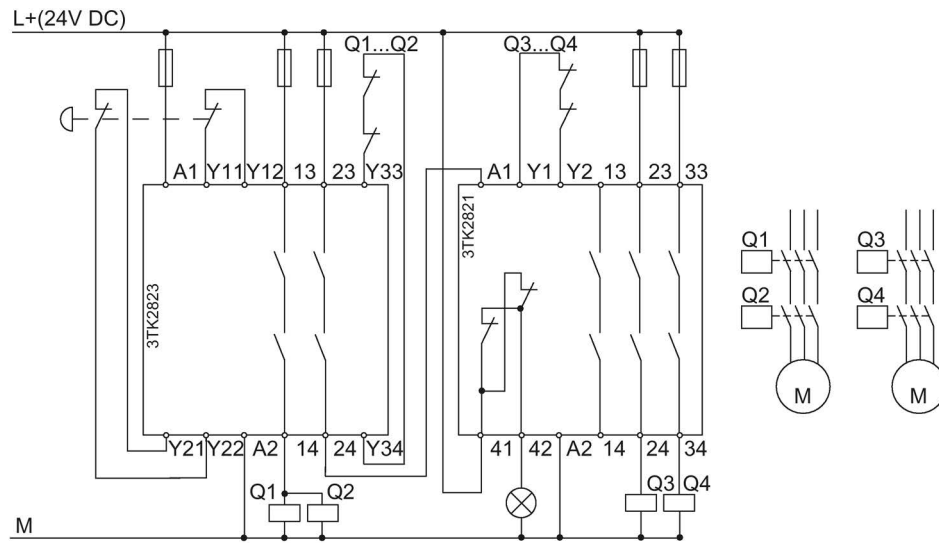 L+(24V DC)
Q1...Q2
Q3...Q4
A1 Y11 Y12 13 23 Y33
A1 Y1 Y2 13 23 33
3TK2823
3TK2821
Q1
Q3
Q2
Q4
M
M
Y21 Y22 A2 14 24 Y34
41 42 A2 14 24 34
Q1 Q2
Q3 Q4
M